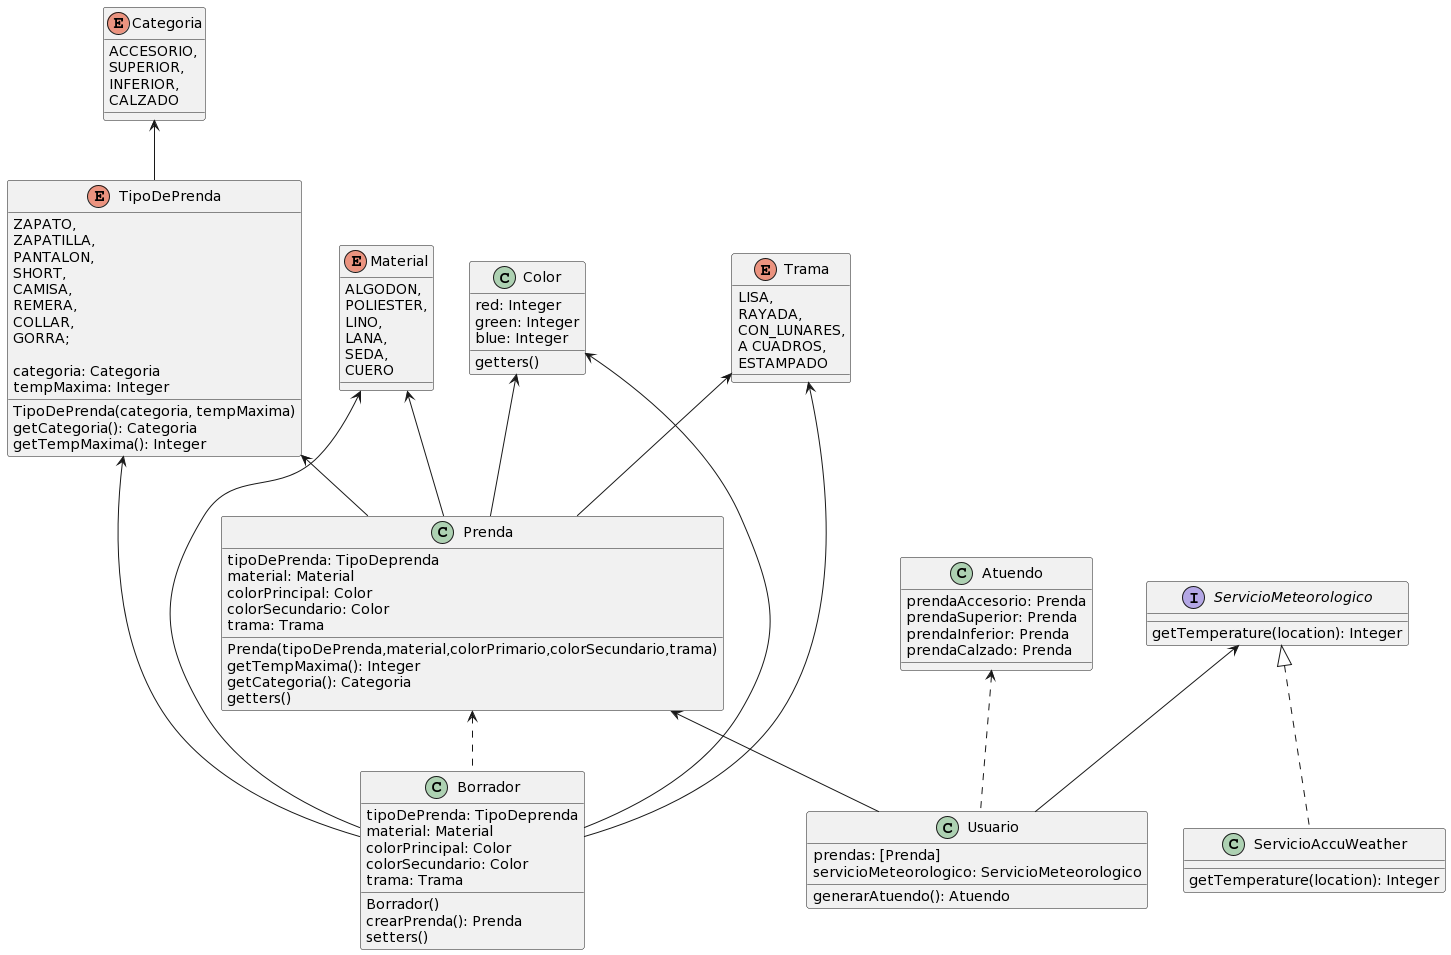 E Categoria
ACCESORIO,
SUPERIOR,
INFERIOR,
CALZADO
E TipoDePrenda
ZAPATO,
ZAPATILLA,
PANTALON,
SHORT,
CAMISA,
REMERA,
COLLAR,
GORRA;
categoria: Categoria
tempMaxima: Integer
TipoDePrenda(categoria, tempMaxima)
getCategoria(): Categoria
getTempMaxima(): Integer
E Material
ALGODON,
POLIESTER,
LINO,
LANA,
SEDA,
CUERO
C Color
red: Integer
green: Integer
blue: Integer
getters()
E Trama
LISA,
RAYADA,
CON_LUNARES,
A CUADROS,
ESTAMPADO
C Prenda
tipoDePrenda: TipoDeprenda
material: Material
colorPrincipal: Color
colorSecundario: Color
trama: Trama
Prenda(tipoDePrenda,material,colorPrimario,colorSecundario,trama)
getTempMaxima(): Integer
getCategoria(): Categoria
getters()
C Atuendo
prendaAccesorio: Prenda
prendaSuperior: Prenda
prendaInferior: Prenda
prendaCalzado: Prenda
I ServicioMeteorologico
getTemperature(location): Integer
C Borrador
tipoDePrenda: TipoDeprenda
material: Material
colorPrincipal: Color
colorSecundario: Color
trama: Trama
Borrador()
crearPrenda(): Prenda
setters()
C Usuario
prendas: [Prenda]
servicioMeteorologico: ServicioMeteorologico
generarAtuendo(): Atuendo
C ServicioAccuWeather
getTemperature(location): Integer